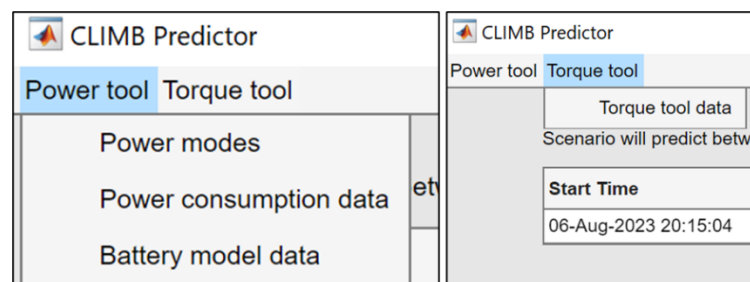 CLIMB Predictor
Power tool Torque tool
Power modes
Power consumption data
Battery model data
CLIMB Predictor
Power tool Torque tool
Torque tool data
Scenario will predict
Start Time
06-Aug-2023 20:15:04